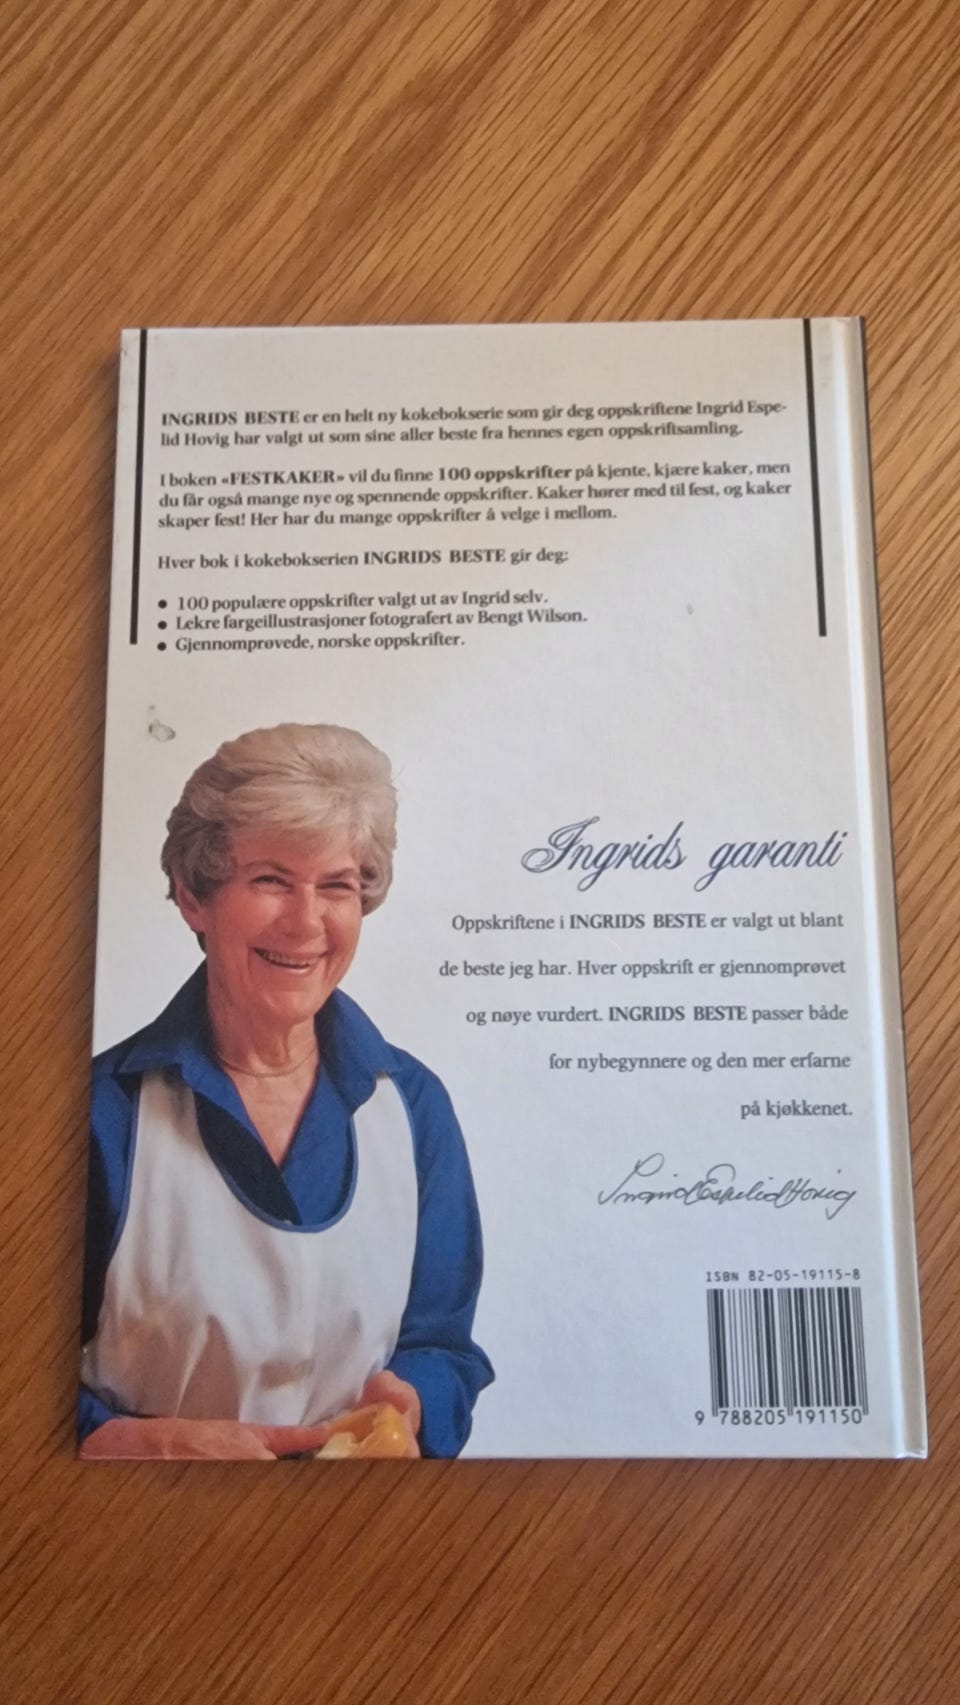 INGRIDS BESTE er en helt ny kokebokserie som gir deg oppskriftene Ingrid Espe-
lid Hovig har valgt ut som sine aller beste fra hennes egen oppskriftsamling.
I boken «FESTKAKER» vil du finne 100 oppskrifter på kjente, kjære kaker, men
du får også mange nye og spennende oppskrifter. Kaker hører med til fest, og kaker
skaper fest! Her har du mange oppskrifter å velge i mellom.
Hver bok i kokebokserien INGRIDS BESTE gir deg:
● 100 populære oppskrifter valgt ut av Ingrid selv.
● Lekre fargeillustrasjoner fotografert av Bengt Wilson.
● Gjennomprøvede, norske oppskrifter.
Ingrids garanti
Oppskriftene i INGRIDS BESTE er valgt ut blant
de beste jeg har. Hver oppskrift er gjennomprøvet
og nøye vurdert. INGRIDS BESTE passer både
for nybegynnere og den mer erfarne
på kjøkkenet.
Ingrid Espelid Hovig
ISBN 82-05-19115-8
9 788205 191150